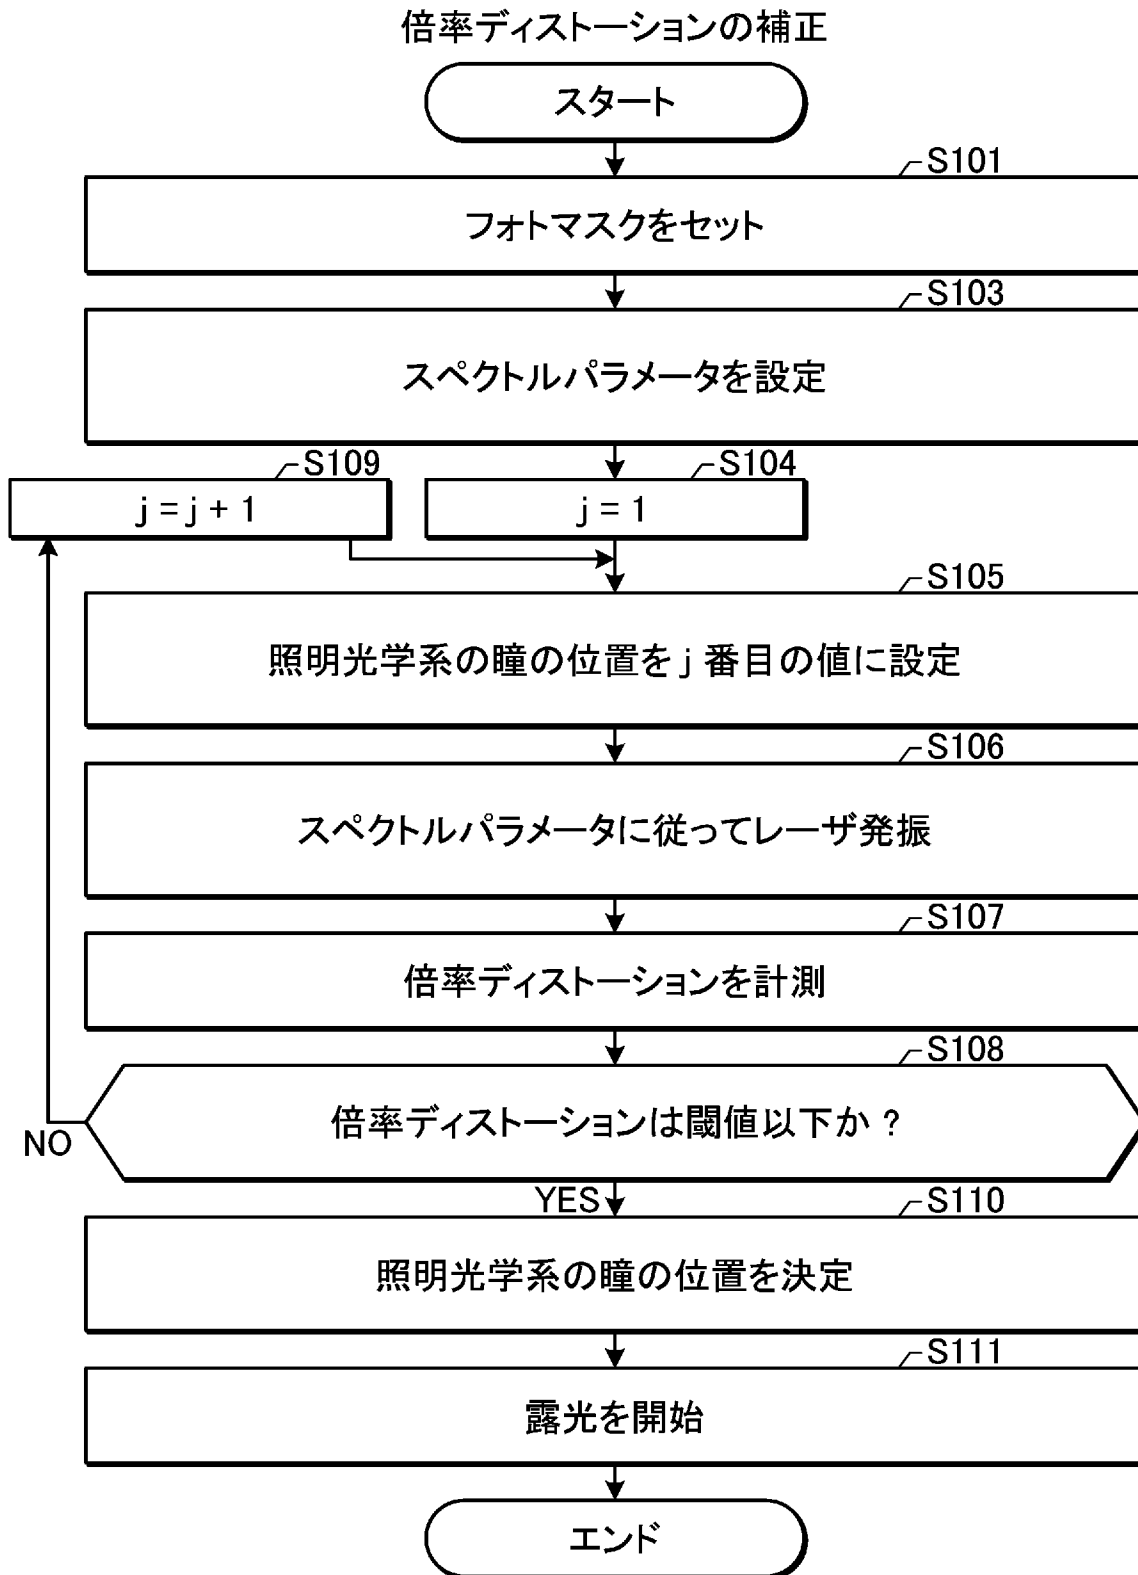 倍率ディストーションの補正
スタート
S101
フォトマスクをセット
S103
スペクトルパラメータを設定
S109
j = j + 1
S104
j = 1
S105
照明光学系の瞳の位置を j 番目の値に設定
S106
スペクトルパラメータに従ってレーザ発振
S107
倍率ディストーションを計測
S108
倍率ディストーションは閾値以下か?
NO
YES
S110
照明光学系の瞳の位置を決定
S111
露光を開始
エンド